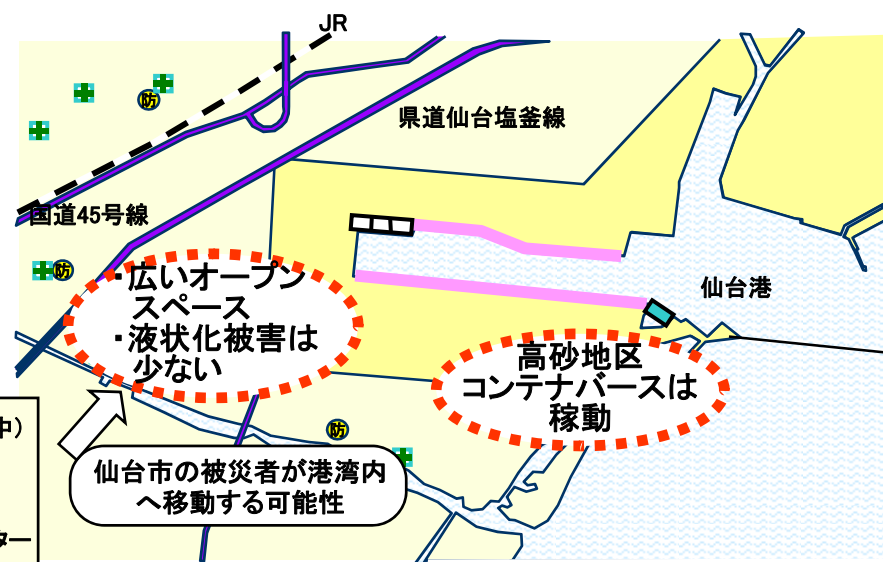 JR
県道仙台塩釜線
国道45号線
防
防
・広いオープン
スペース
・液状化被害は
少ない
仙台港
高砂地区
コンテナバースは
稼動
防
中）
仙台市の被災者が港湾内
へ移動する可能性
ター